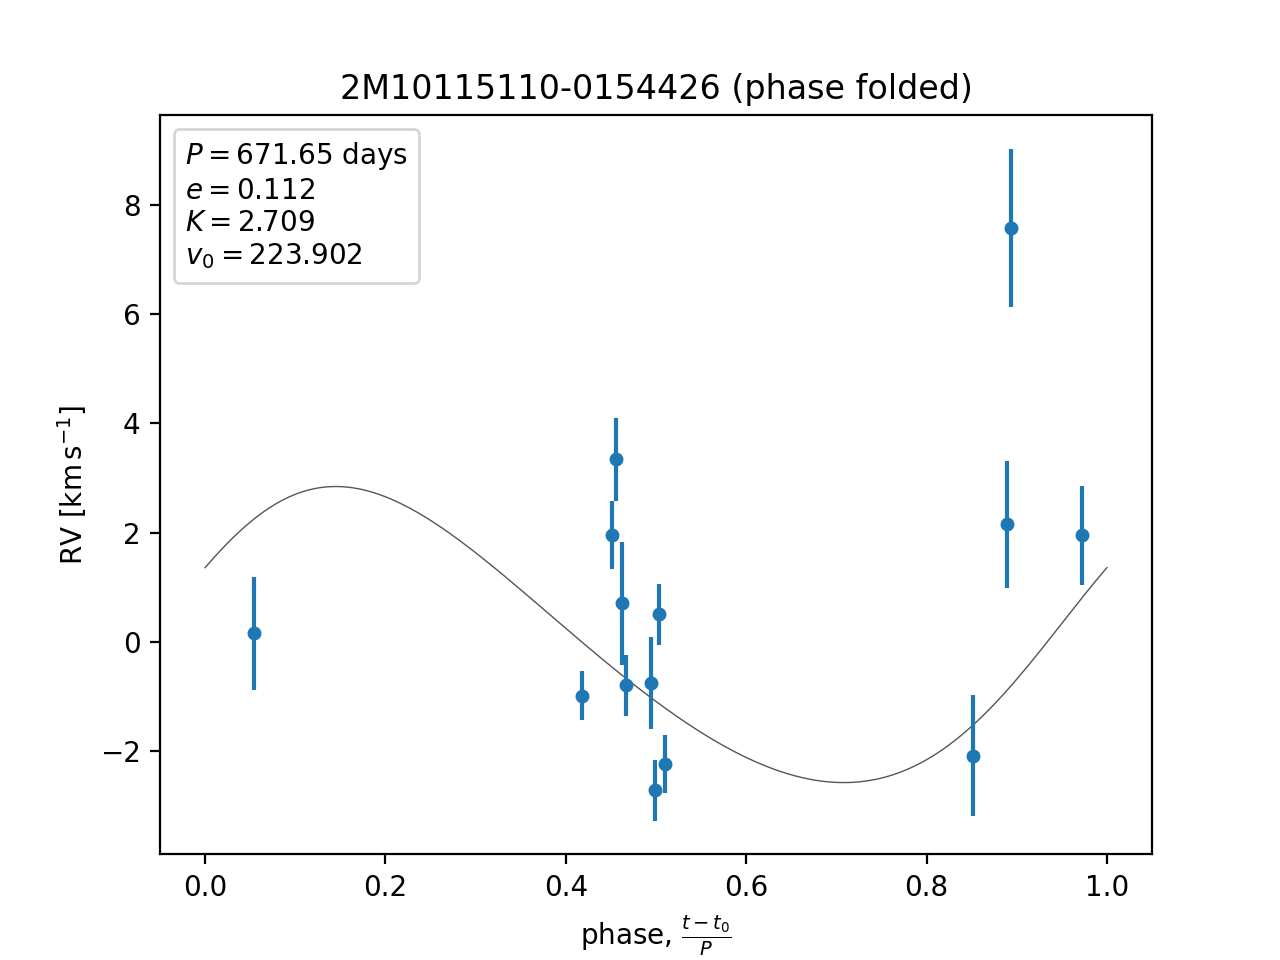 2M10115110-0154426 (phase folded)
P = 671.65 days
e = 0.112
K = 2.709
v₀ = 223.902
RV [km s⁻¹]
8
6
4
2
0
−2
0.0 0.2 0.4 0.6 0.8 1.0
phase, (t − t₀)/P